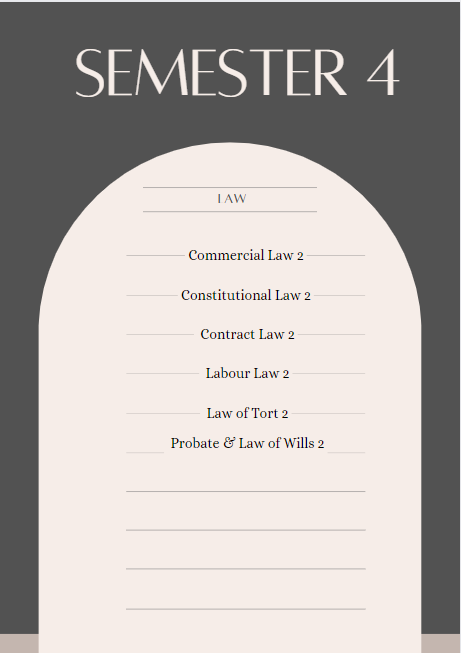 SEMESTER 4
LAW
Commercial Law 2
Constitutional Law 2
Contract Law 2
Labour Law 2
Law of Tort 2
Probate & Law of Wills 2